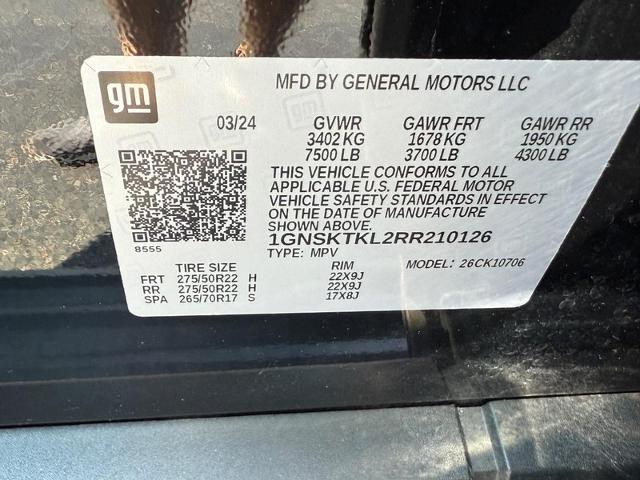 gm
MFD BY GENERAL MOTORS LLC
03/24 GVWR GAWR FRT GAWR RR
3402 KG 1678 KG 1950 KG
7500 LB 3700 LB 4300 LB
THIS VEHICLE CONFORMS TO ALL
APPLICABLE U.S. FEDERAL MOTOR
VEHICLE SAFETY STANDARDS IN EFFECT
ON THE DATE OF MANUFACTURE
SHOWN ABOVE.
1GNSKTKL2RR210126
8555
TYPE: MPV MODEL: 26CK10706
TIRE SIZE RIM
FRT 275/50R22 H 22X9J
RR 275/50R22 H 22X9J
SPA 265/70R17 S 17X8J